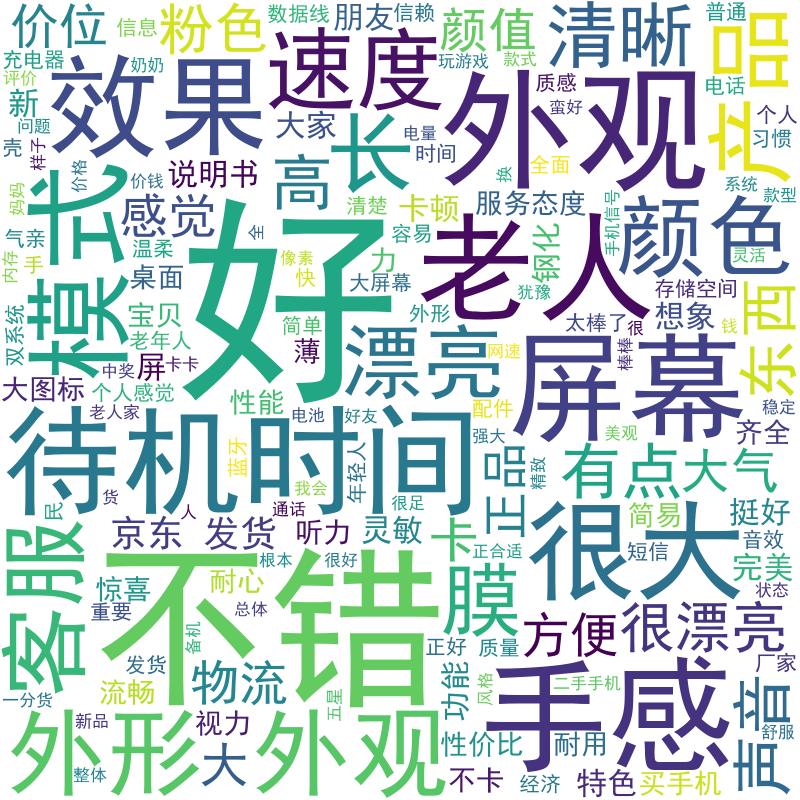 价位
信息
粉色
数据线
朋友
信赖
颜值
清晰
普通
产品
充电器
奶奶
评价
效果
速度
玩游戏
款式
外观
质感
蛮好
电话
新
问题
壳
样子
大家
电量
时间
长
个人
习惯
说明书
高
换
全面
价格
价钱
妈妈
模式
感觉
清楚
卡顿
服务态度
系统
款型
手机信号
颜色
气亲
温柔
全
好
容易
老人
钢化
灵活
内存
手
桌面
像素
快
力
大屏幕
犹豫
存储空间
东西
双系统
宝贝
老年人
简单
外形
太棒了
很
想象
钱
薄
漂亮
屏幕
网速
棒棒
中奖
屏
卡卡
大图标
个人感觉
性能
配件
稳定
老人家
电池
好友
待机时间
强大
美观
齐全
蓝牙
年轻人
正品
精致
有点
大气
我会
货
民
人
通话
很足
京东
发货
听力
灵敏
卡
很大
简易
挺好
音效
客服
根本
很好
正合适
短信
完美
惊喜
耐心
不错
膜
状态
重要
总体
备机
方便
很漂亮
正好
质量
发货
物流
厂家
一分货
流畅
五星
功能
风格
手感
二手手机
声音
新品
外形
视力
外观
舒服
性价比
耐用
整体
大
不卡
经济
特色
买手机